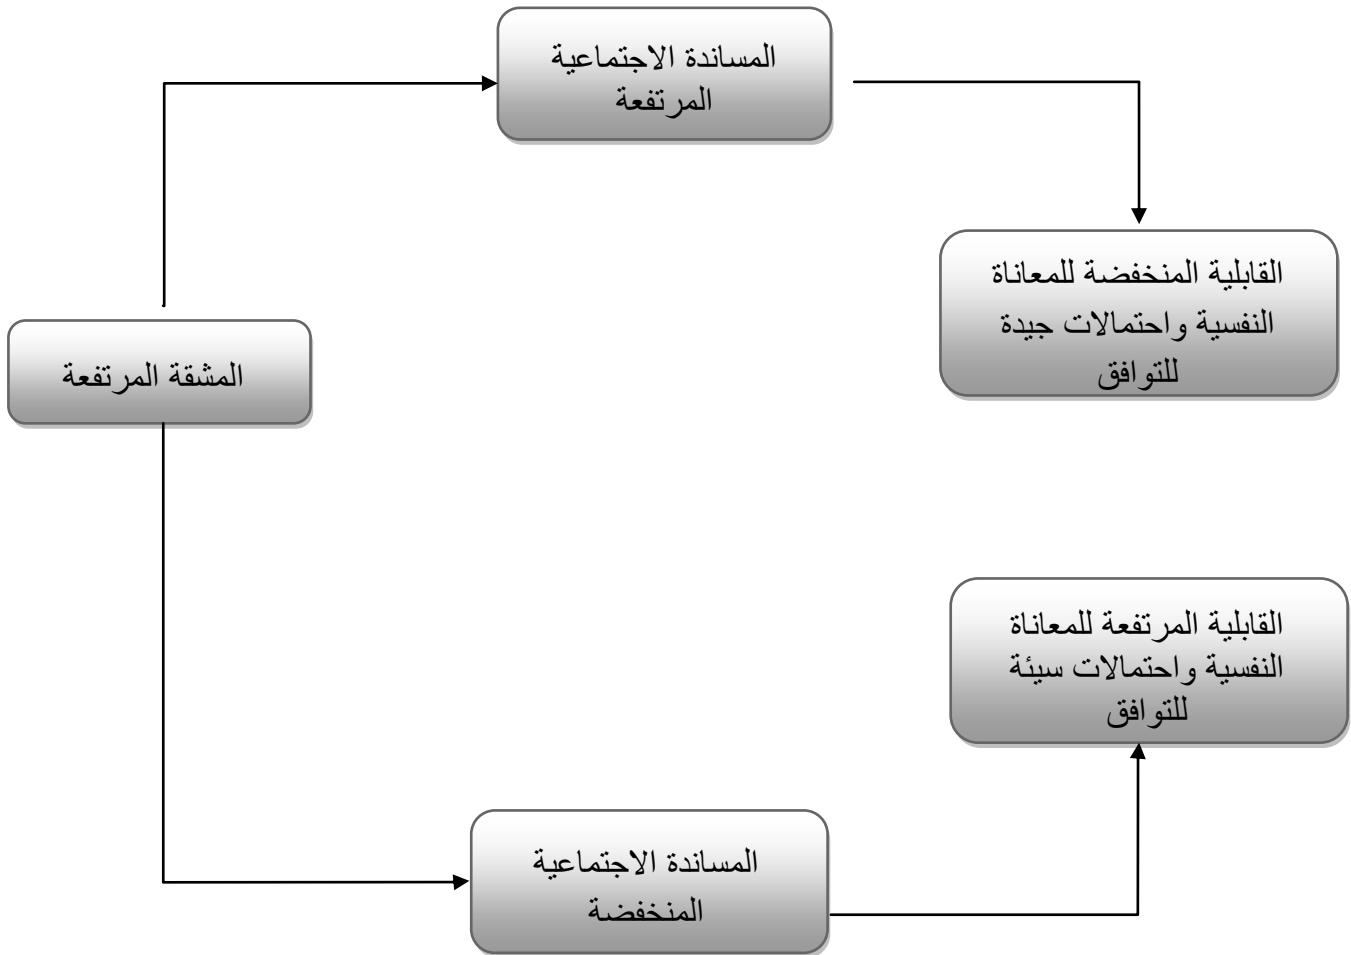 المساندة الاجتماعية
المرتفعة
القابلية المنخفضة للمعاناة
النفسية واحتمالات جيدة
للتوافق
المشقة المرتفعة
القابلية المرتفعة للمعاناة
النفسية واحتمالات سيئة
للتوافق
المساندة الاجتماعية
المنخفضة